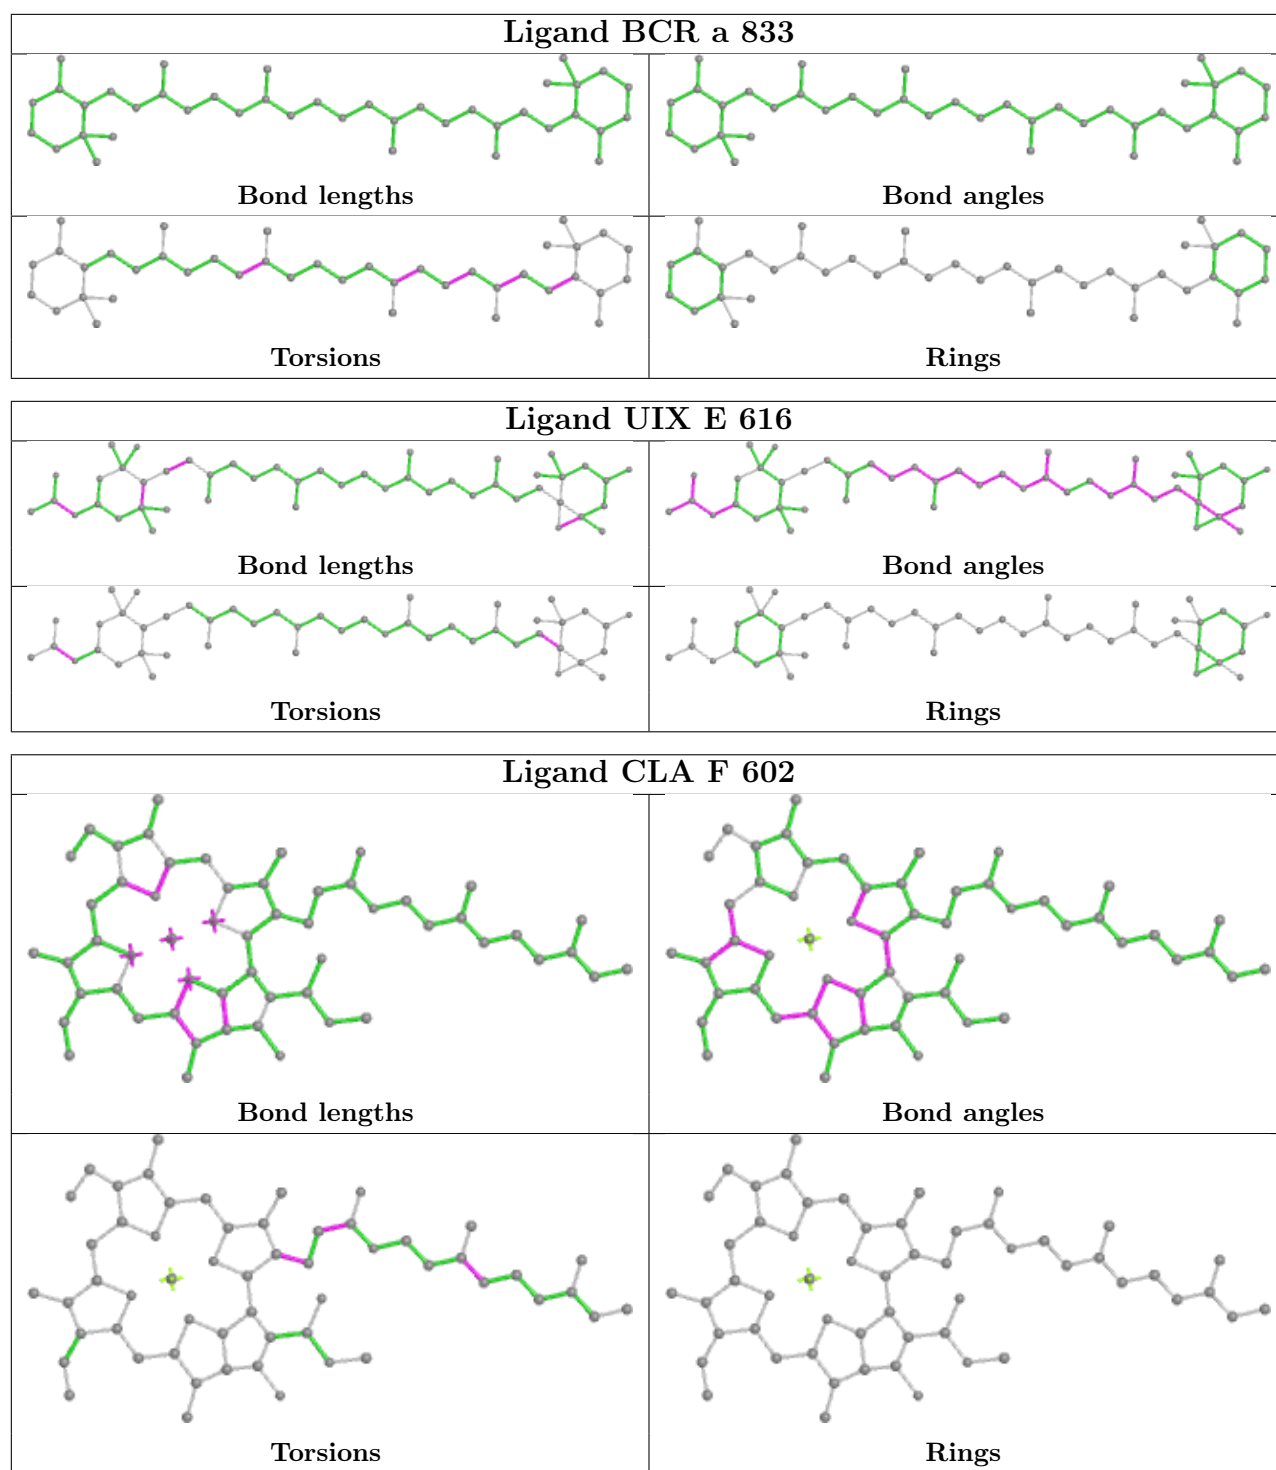 Ligand BCR a 833
Bond lengths
Bond angles
Torsions
Rings
Ligand UIX E 616
Bond lengths
Bond angles
Torsions
Rings
Ligand CLA F 602
Bond lengths
Bond angles
Torsions
Rings